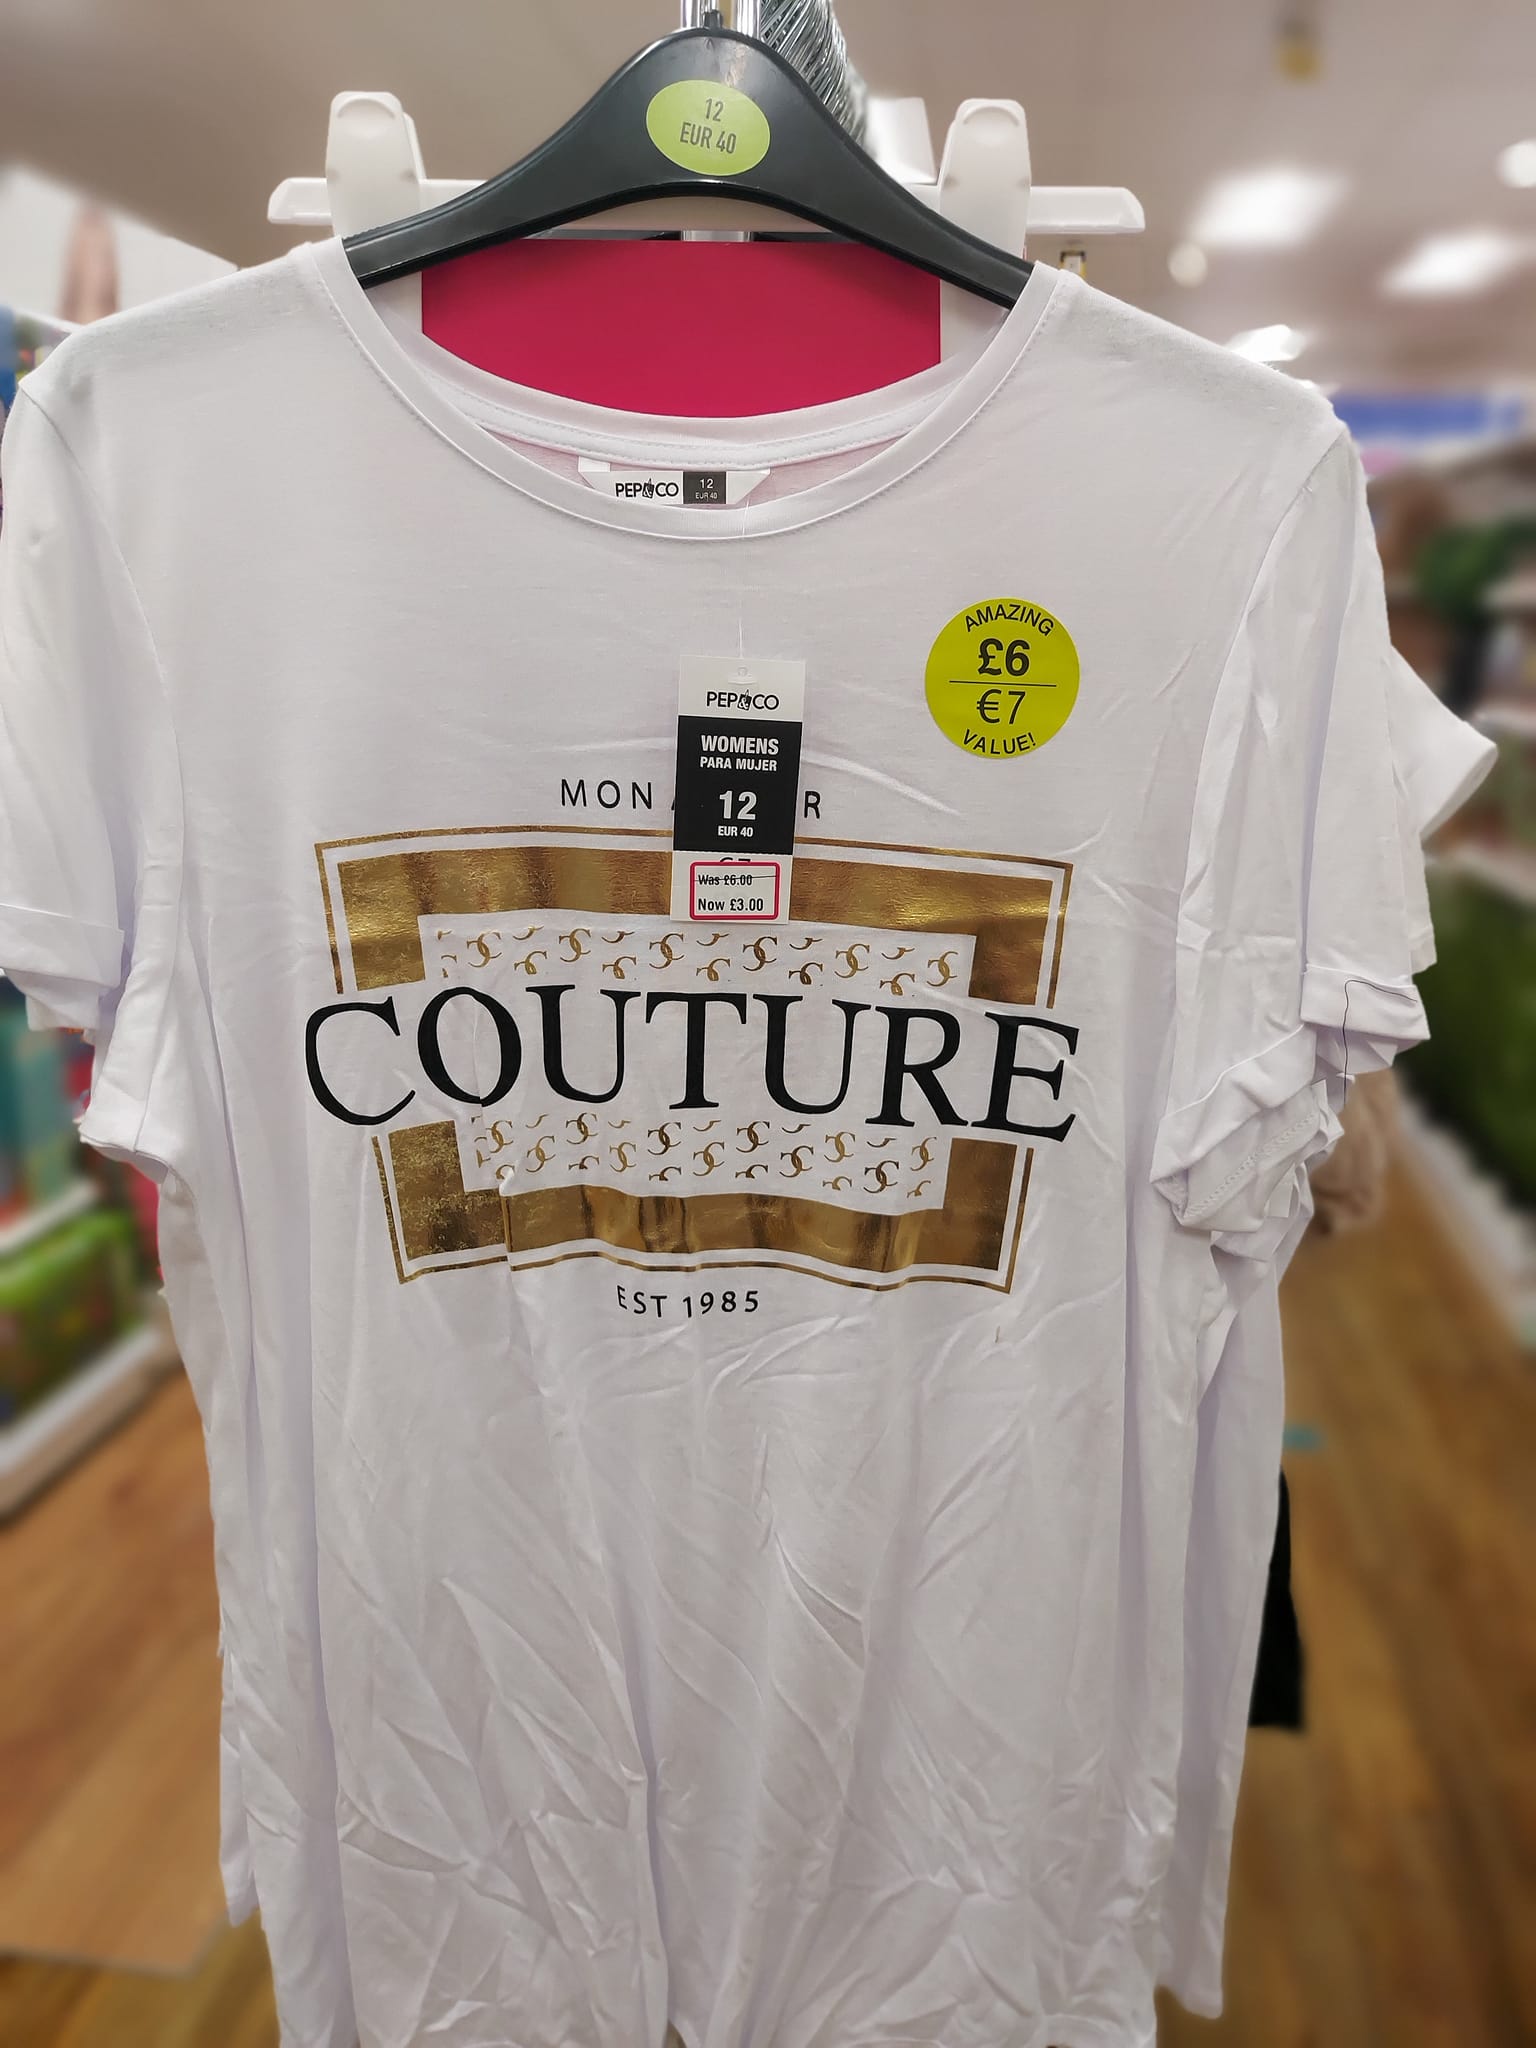 12
EUR 40
PEP&CO 12
EUR 40
AMAZING
£6
€7
VALUE!
PEP&CO
WOMENS
PARA MUJER
12
EUR 40
Was £6.00
Now £3.00
COUTURE
EST 1985